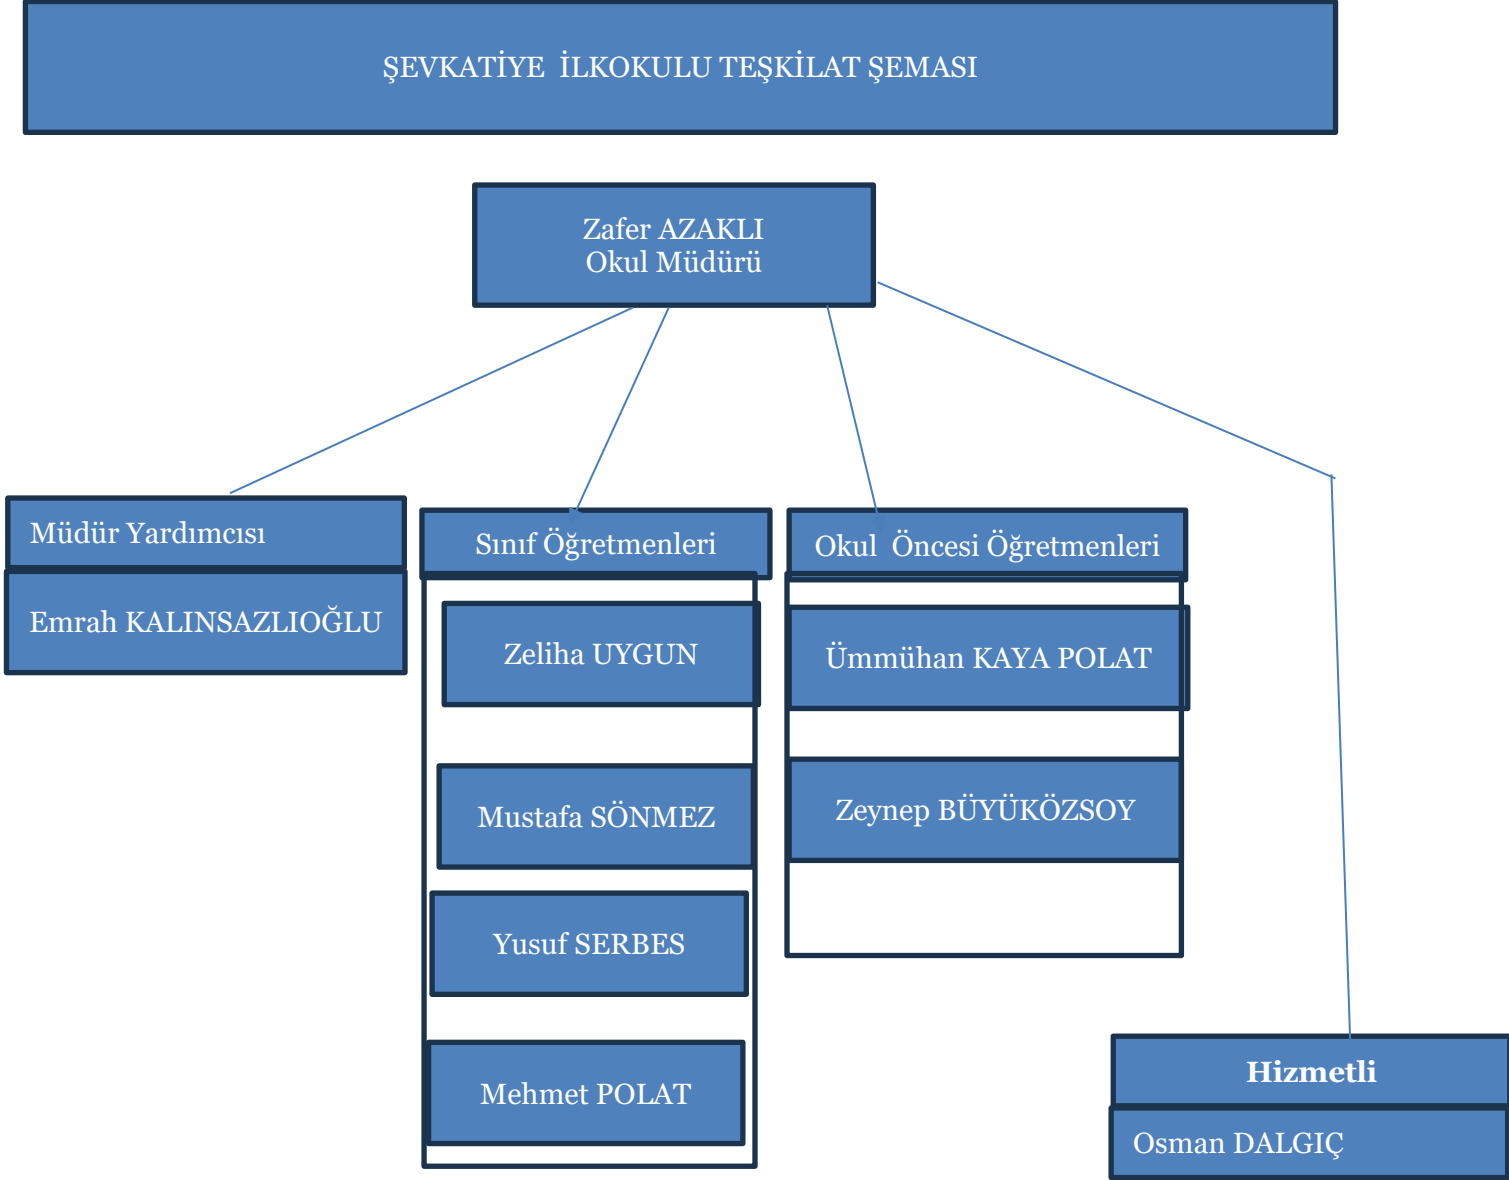 ŞEVKATİYE İLKOKULU TEŞKİLAT ŞEMASI
Zafer AZAKLI
Okul Müdürü
Müdür Yardımcısı
Emrah KALINSAZLIOĞLU
Sınıf Öğretmenleri
Zeliha UYGUN
Mustafa SÖNMEZ
Yusuf SERBES
Mehmet POLAT
Okul Öncesi Öğretmenleri
Ümmühan KAYA POLAT
Zeynep BÜYÜKÖZSOY
Hizmetli
Osman DALGIÇ